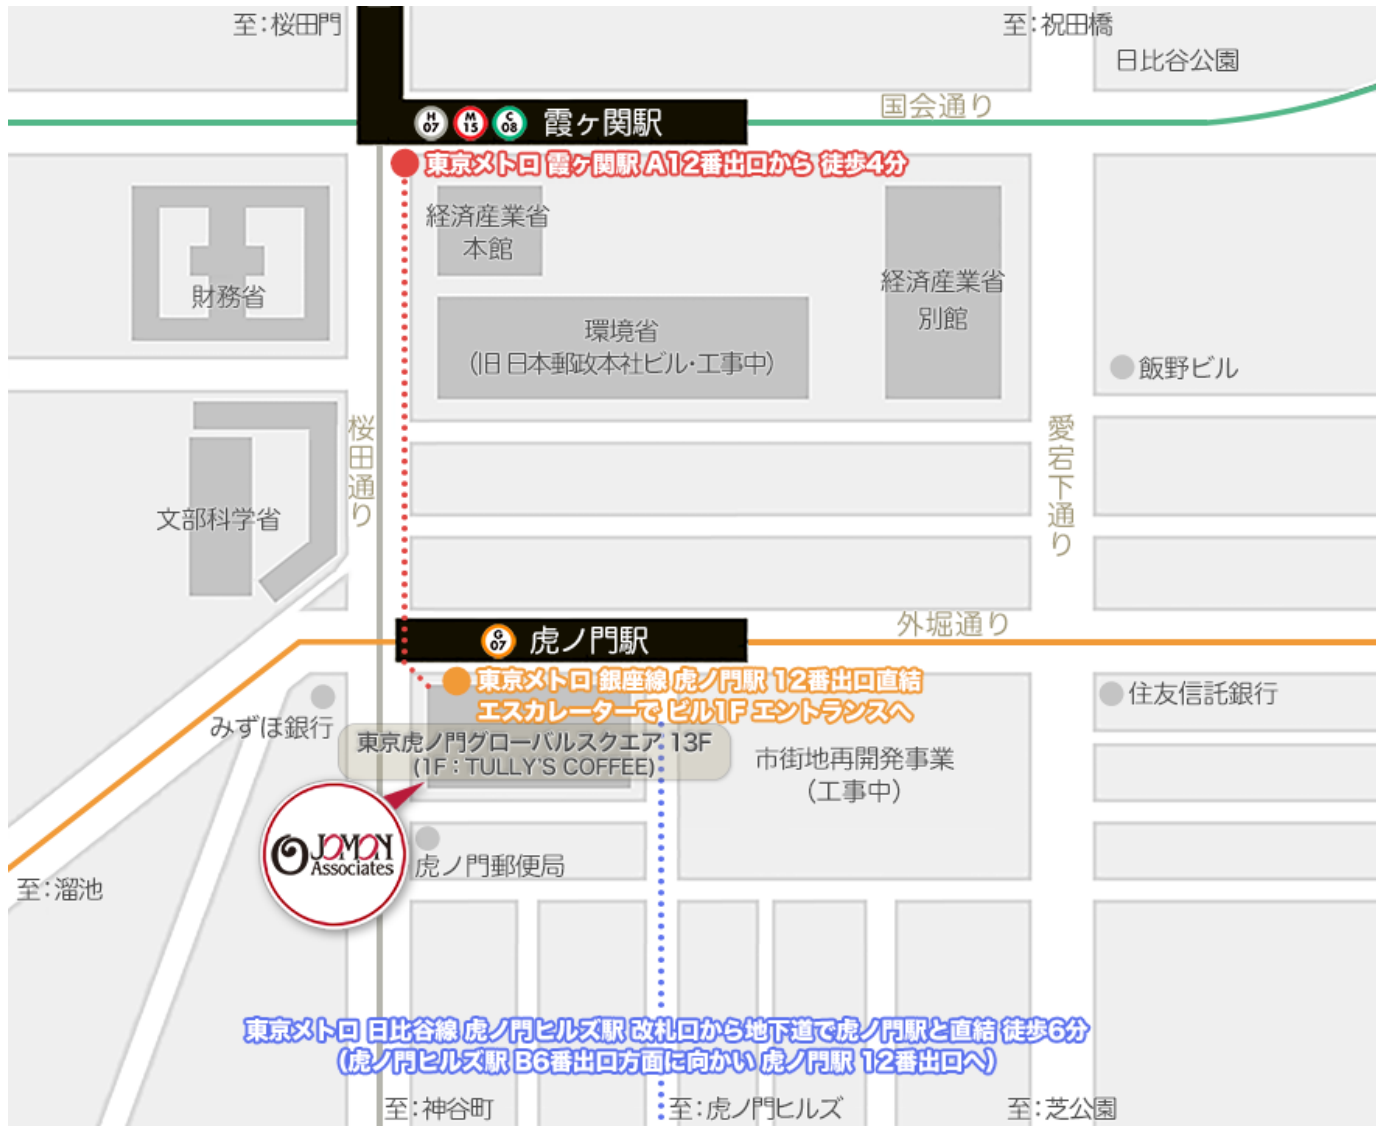 至:桜田門
至:祝田橋
日比谷公園
国会通り
H
07
M
15
C
08
霞ヶ関駅
東京メトロ 霞ヶ関駅 A12番出口から 徒歩4分
経済産業省
本館
財務省
経済産業省
別館
環境省
(旧 日本郵政本社ビル・工事中)
飯野ビル
桜田通り
愛宕下通り
文部科学省
外堀通り
G
07
虎ノ門駅
東京メトロ 銀座線 虎ノ門駅 12番出口直結
エスカレーターで ビル1F エントランスへ
住友信託銀行
みずほ銀行
東京虎ノ門グローバルスクエア 13F
(1F:TULLY'S COFFEE)
市街地再開発事業
(工事中)
JOMON
Associates
虎ノ門郵便局
至:溜池
東京メトロ 日比谷線 虎ノ門ヒルズ駅 改札口から地下道で虎ノ門駅と直結 徒歩6分
(虎ノ門ヒルズ駅 B6番出口方面に向かい 虎ノ門駅 12番出口へ)
至:神谷町
至:虎ノ門ヒルズ
至:芝公園